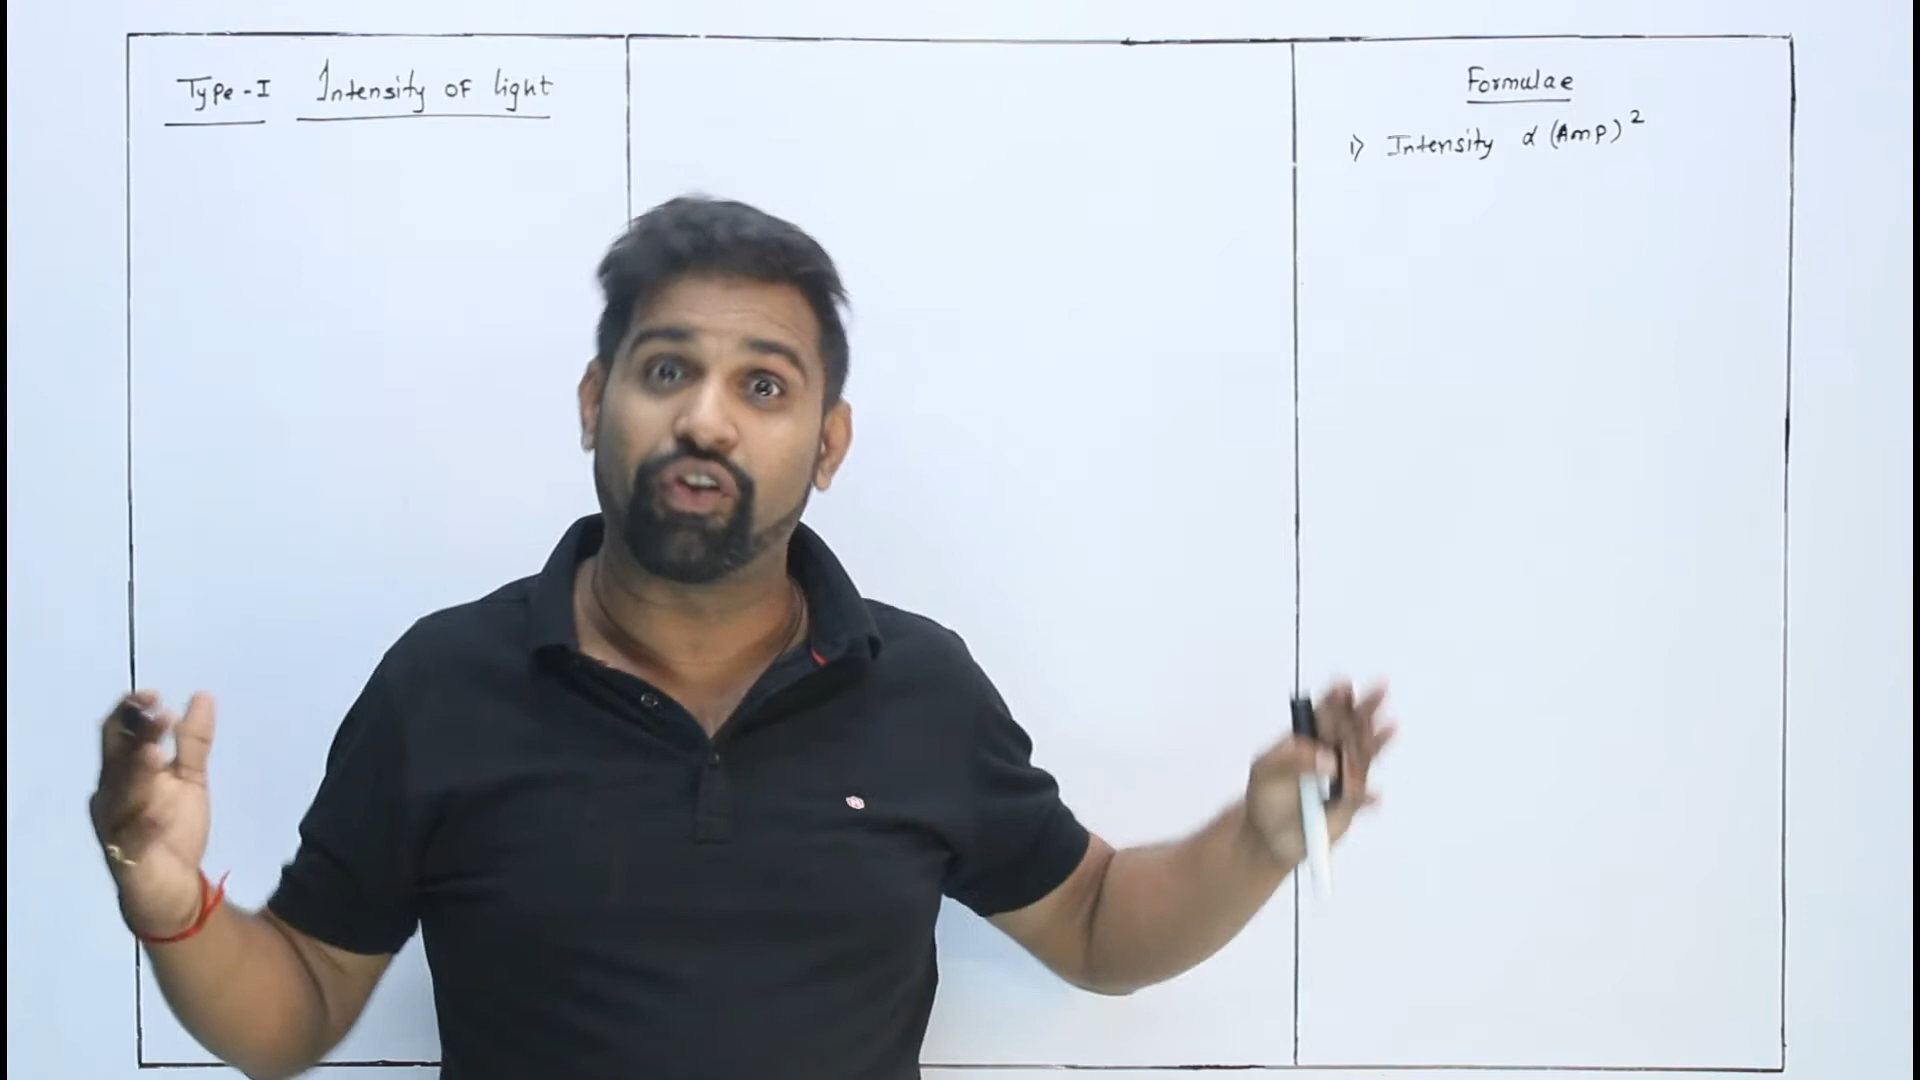 Type-I Intensity OF light
Formulae
1) Intensity α (Amp)²